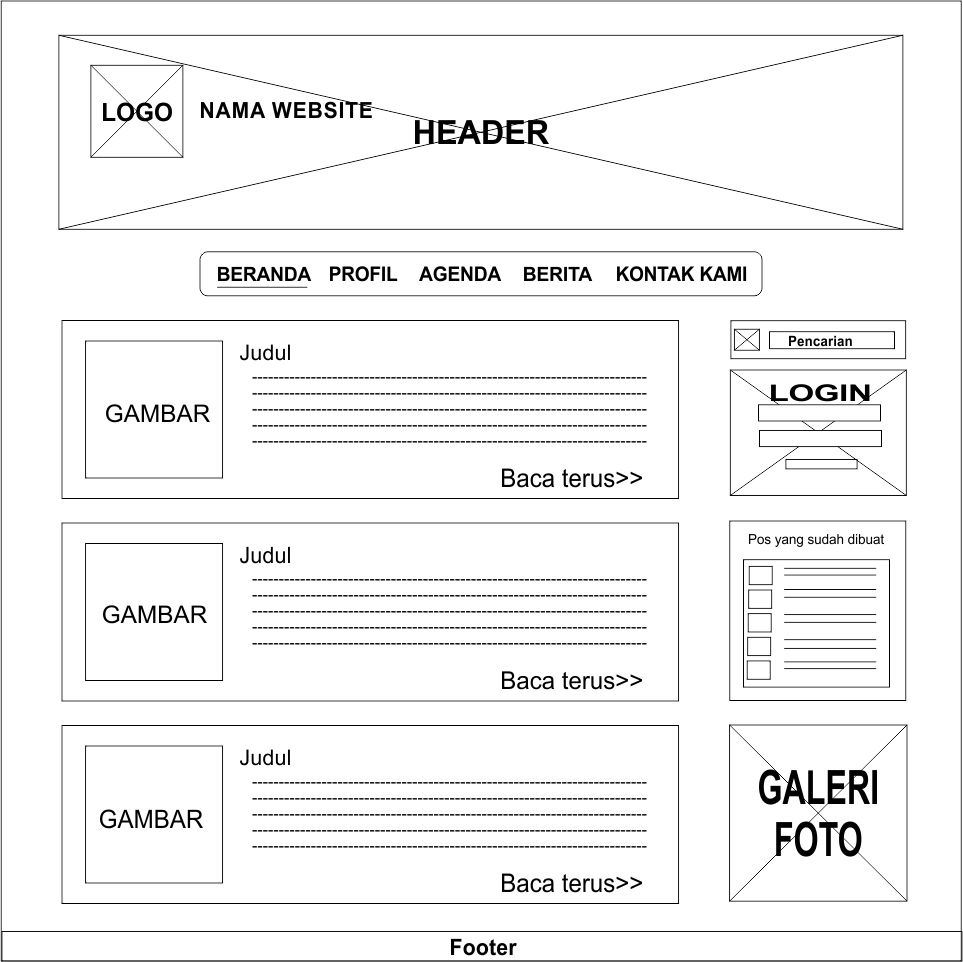 LOGO
NAMA WEBSITE
HEADER
BERANDA PROFIL AGENDA BERITA KONTAK KAMI
GAMBAR
Judul
Baca terus>>
GAMBAR
Judul
Baca terus>>
GAMBAR
Judul
Baca terus>>
Pencarian
LOGIN
Pos yang sudah dibuat
GALERI
FOTO
Footer